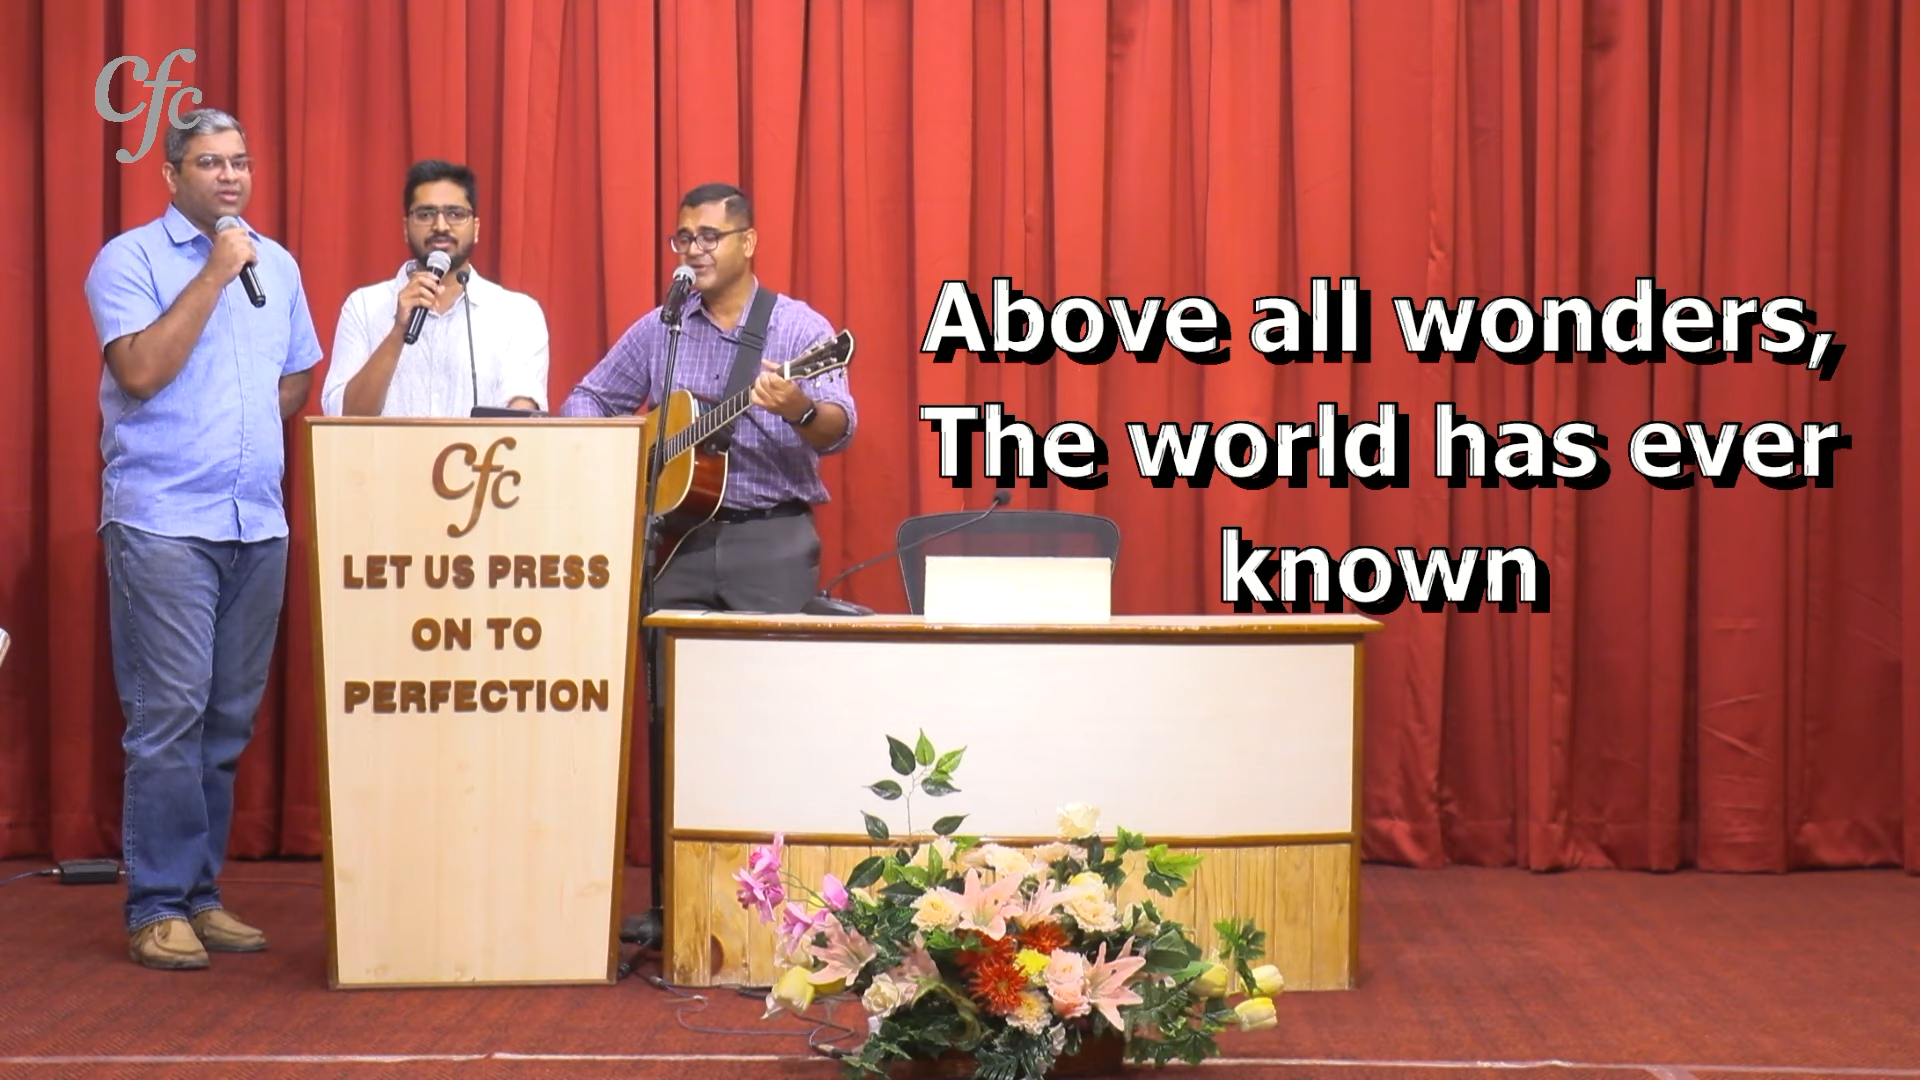 cfc
Above all wonders,
The world has ever
known
cfc
LET US PRESS
ON TO
PERFECTION